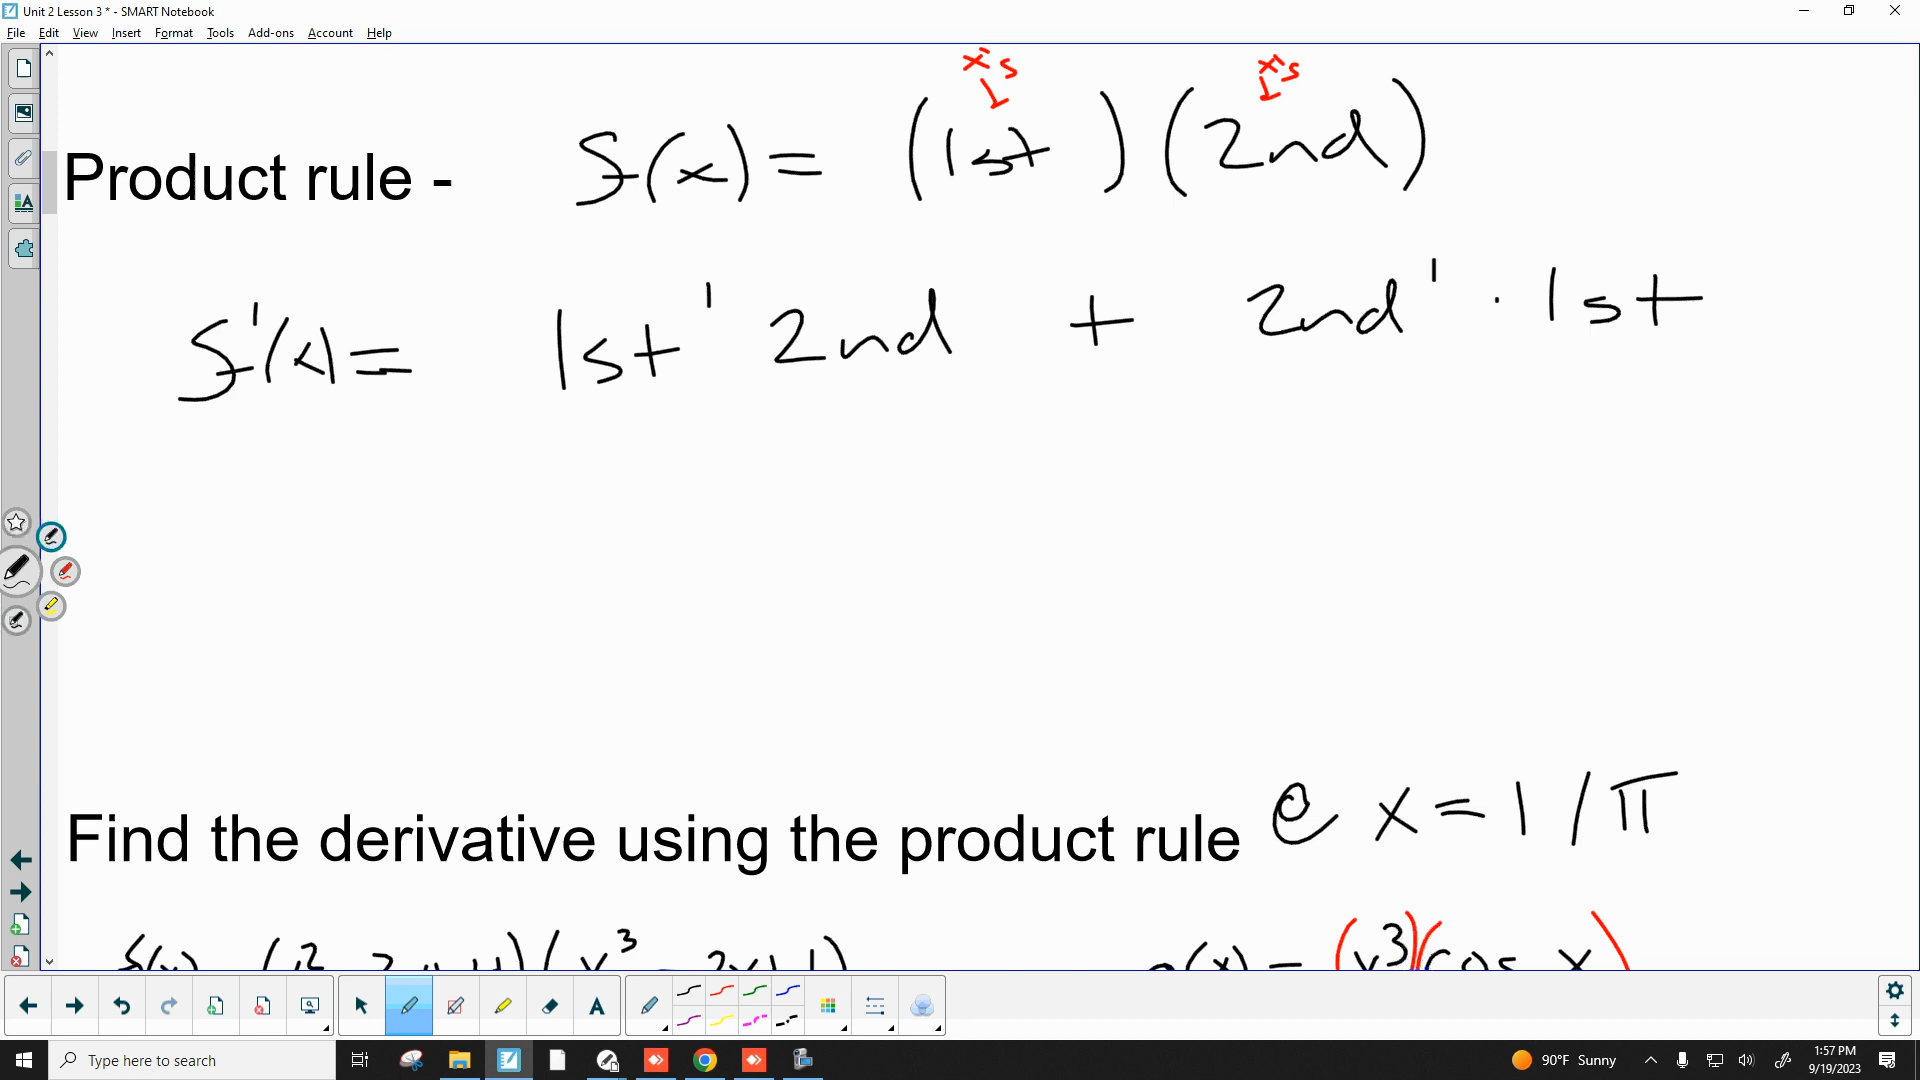 Unit 2 Lesson 3 * - SMART Notebook
File Edit View Insert Format Tools Add-ons Account Help
x's x's
Product rule - f(x) = (1st) (2nd)
f'(x) = 1st' 2nd + 2nd' · 1st
Find the derivative using the product rule @ x = 1 / π
g(x) = (x³)(cos x)
A
Type here to search
90°F Sunny
1:57 PM
9/19/2023